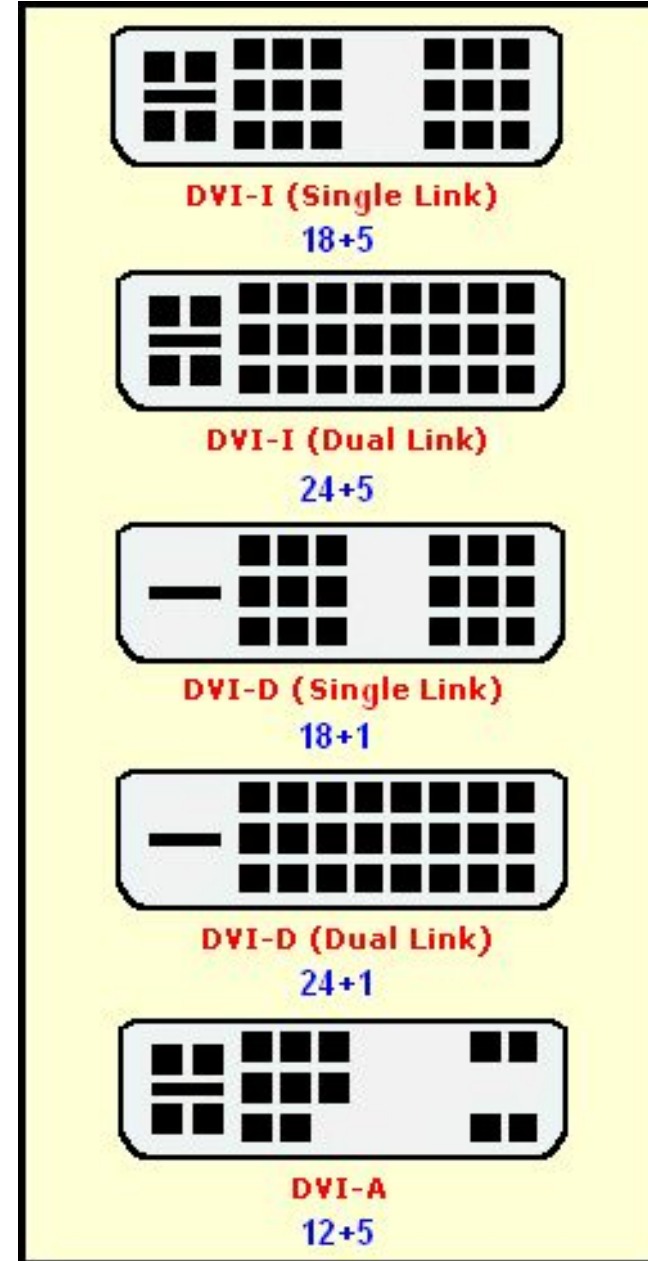 DVI-I (Single Link)
18+5
DVI-I (Dual Link)
24+5
DVI-D (Single Link)
18+1
DVI-D (Dual Link)
24+1
DVI-A
12+5